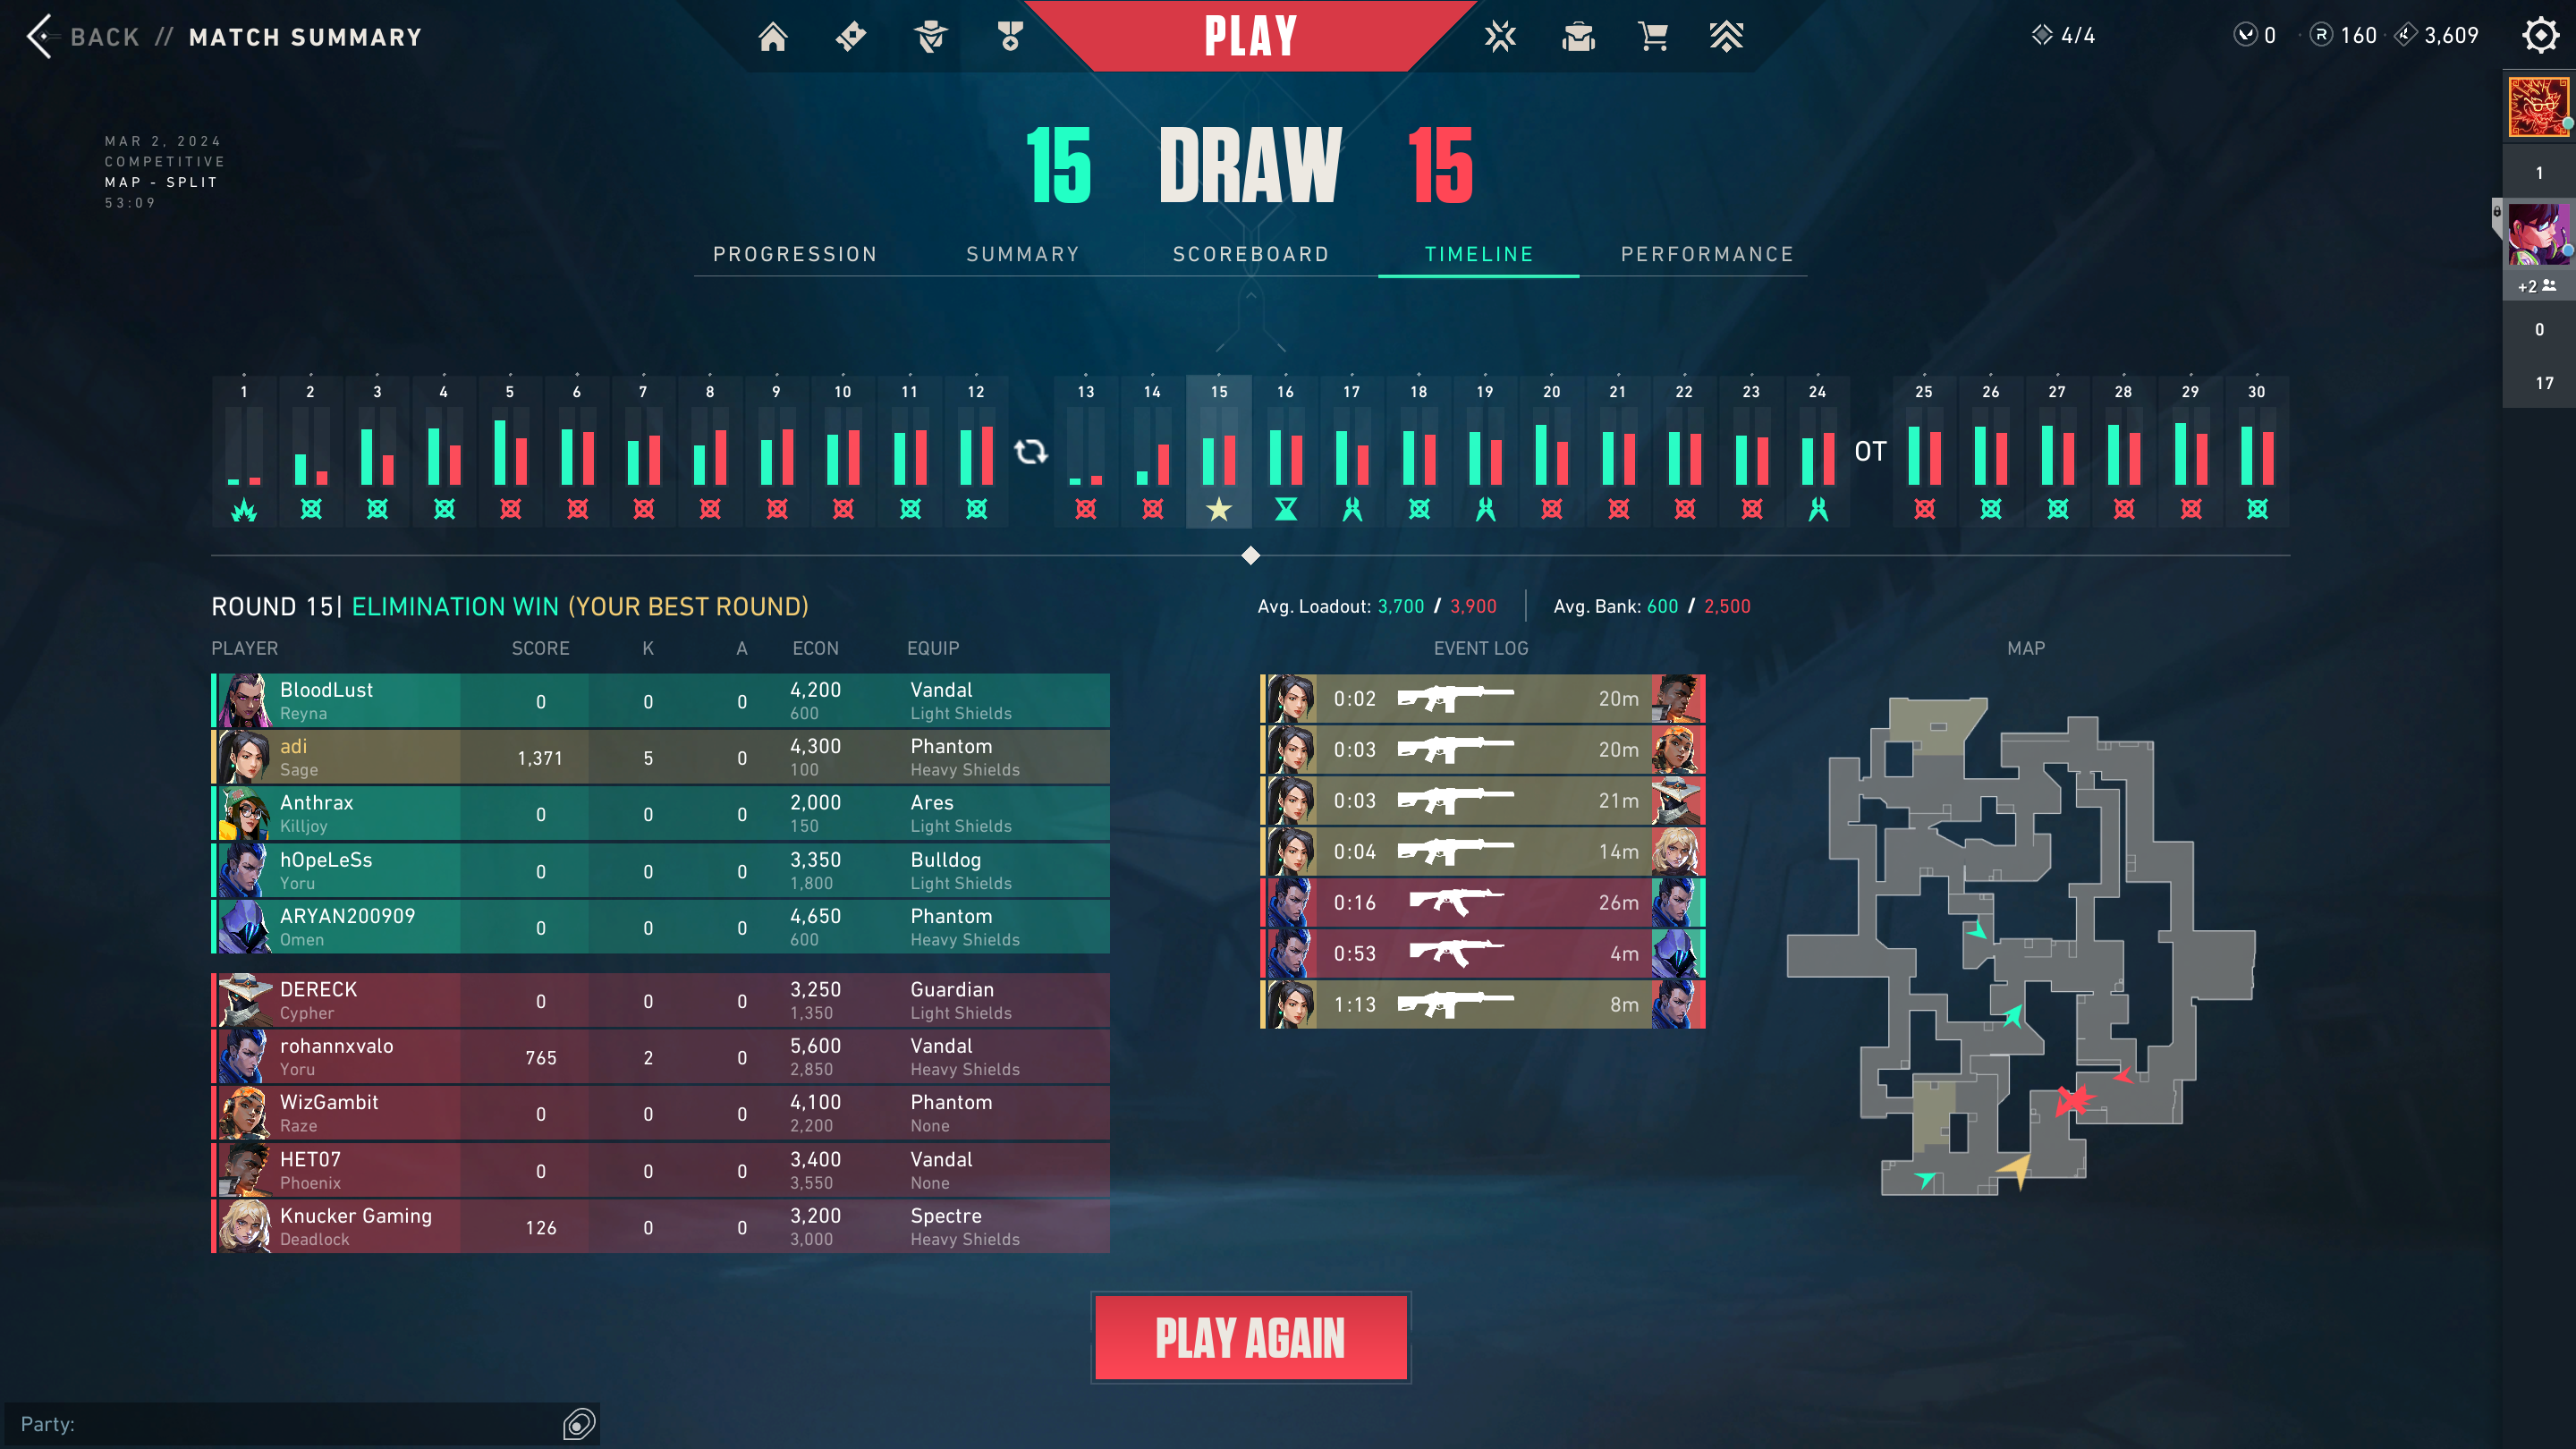 BACK // MATCH SUMMARY
PLAY
4/4
0
160
3,609
MAR 2, 2024
COMPETITIVE
MAP - SPLIT
53:09
15 DRAW 15
1
+2
0
17
PROGRESSION SUMMARY SCOREBOARD TIMELINE PERFORMANCE
1 2 3 4 5 6 7 8 9 10 11 12 13 14 15 16 17 18 19 20 21 22 23 24 25 26 27 28 29 30
OT
ROUND 15| ELIMINATION WIN (YOUR BEST ROUND)
Avg. Loadout: 3,700 / 3,900 | Avg. Bank: 600 / 2,500
PLAYER SCORE K A ECON EQUIP
BloodLust 0 0 0 4,200 Vandal
Reyna 600 Light Shields
adi 1,371 5 0 4,300 Phantom
Sage 100 Heavy Shields
Anthrax 0 0 0 2,000 Ares
Killjoy 150 Light Shields
hOpeLeSs 0 0 0 3,350 Bulldog
Yoru 1,800 Light Shields
ARYAN200909 0 0 0 4,650 Phantom
Omen 600 Heavy Shields
DERECK 0 0 0 3,250 Guardian
Cypher 1,350 Light Shields
rohannxvalo 765 2 0 5,600 Vandal
Yoru 2,850 Heavy Shields
WizGambit 0 0 0 4,100 Phantom
Raze 2,200 None
HET07 0 0 0 3,400 Vandal
Phoenix 3,550 None
Knucker Gaming 126 0 0 3,200 Spectre
Deadlock 3,000 Heavy Shields
EVENT LOG
0:02 20m
0:03 20m
0:03 21m
0:04 14m
0:16 26m
0:53 4m
1:13 8m
MAP
PLAY AGAIN
Party: